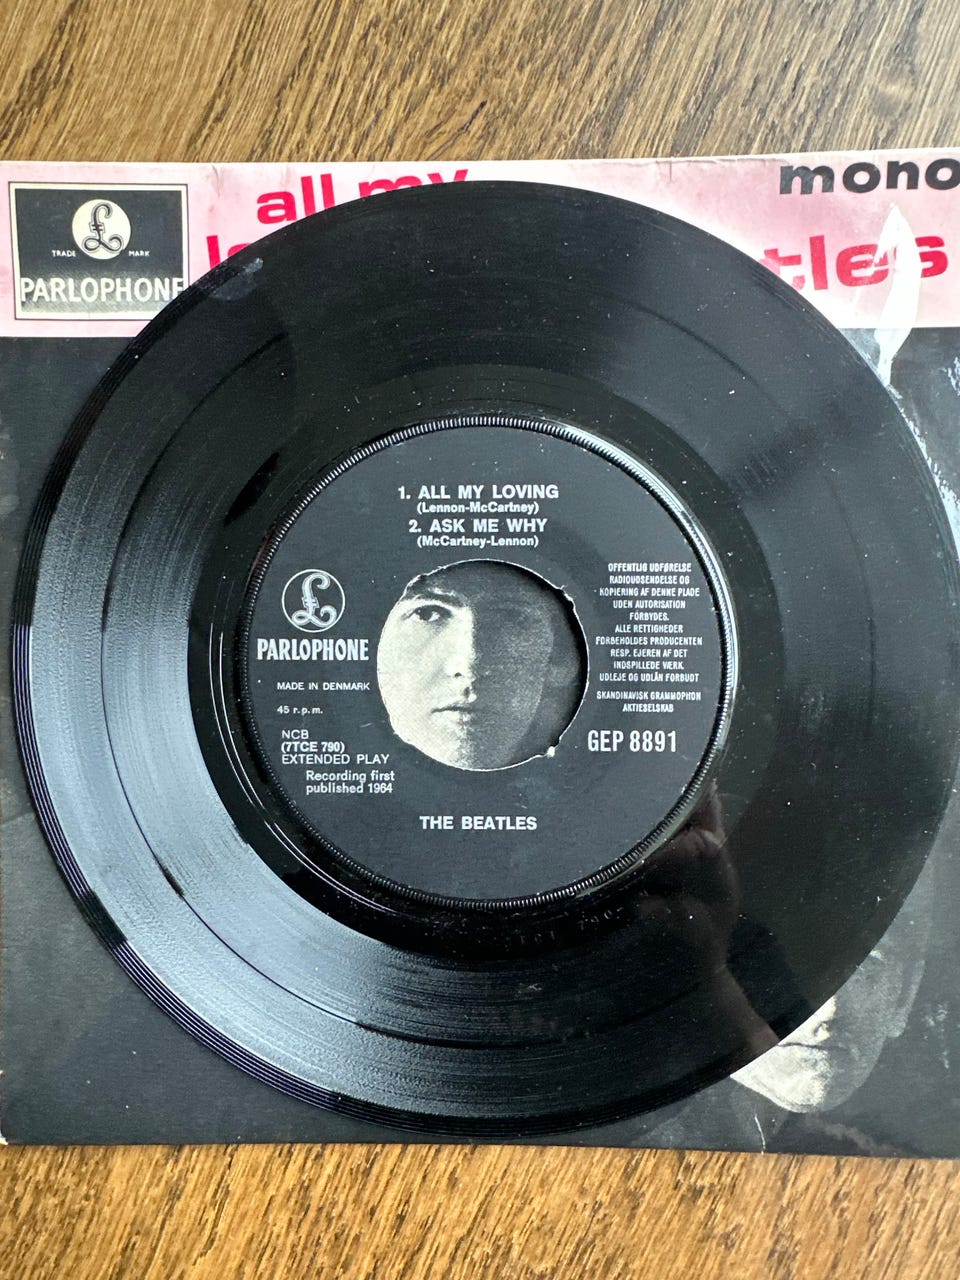 TRADE MARK
PARLOPHONE
all my
mono
tles
1. ALL MY LOVING
(Lennon-McCartney)
2. ASK ME WHY
(McCartney-Lennon)
£
PARLOPHONE
MADE IN DENMARK
45 r.p.m.
NCB
(7TCE 790)
EXTENDED PLAY
Recording first
published 1964
OFFENTLIG UDFØRELSE
RADIOUDSENDELSE OG
KOPIERING AF DENNE PLADE
UDEN AUTORISATION
FORBYDES.
ALLE RETTIGHEDER
FORBEHOLDES PRODUCENTEN
RESP. EJEREN AF DET
INDSPILLEDE VÆRK.
UDLEJE OG UDLÅN FORBUDT
SKANDINAVISK GRAMMOPHON
AKTIESELSKAB
GEP 8891
THE BEATLES